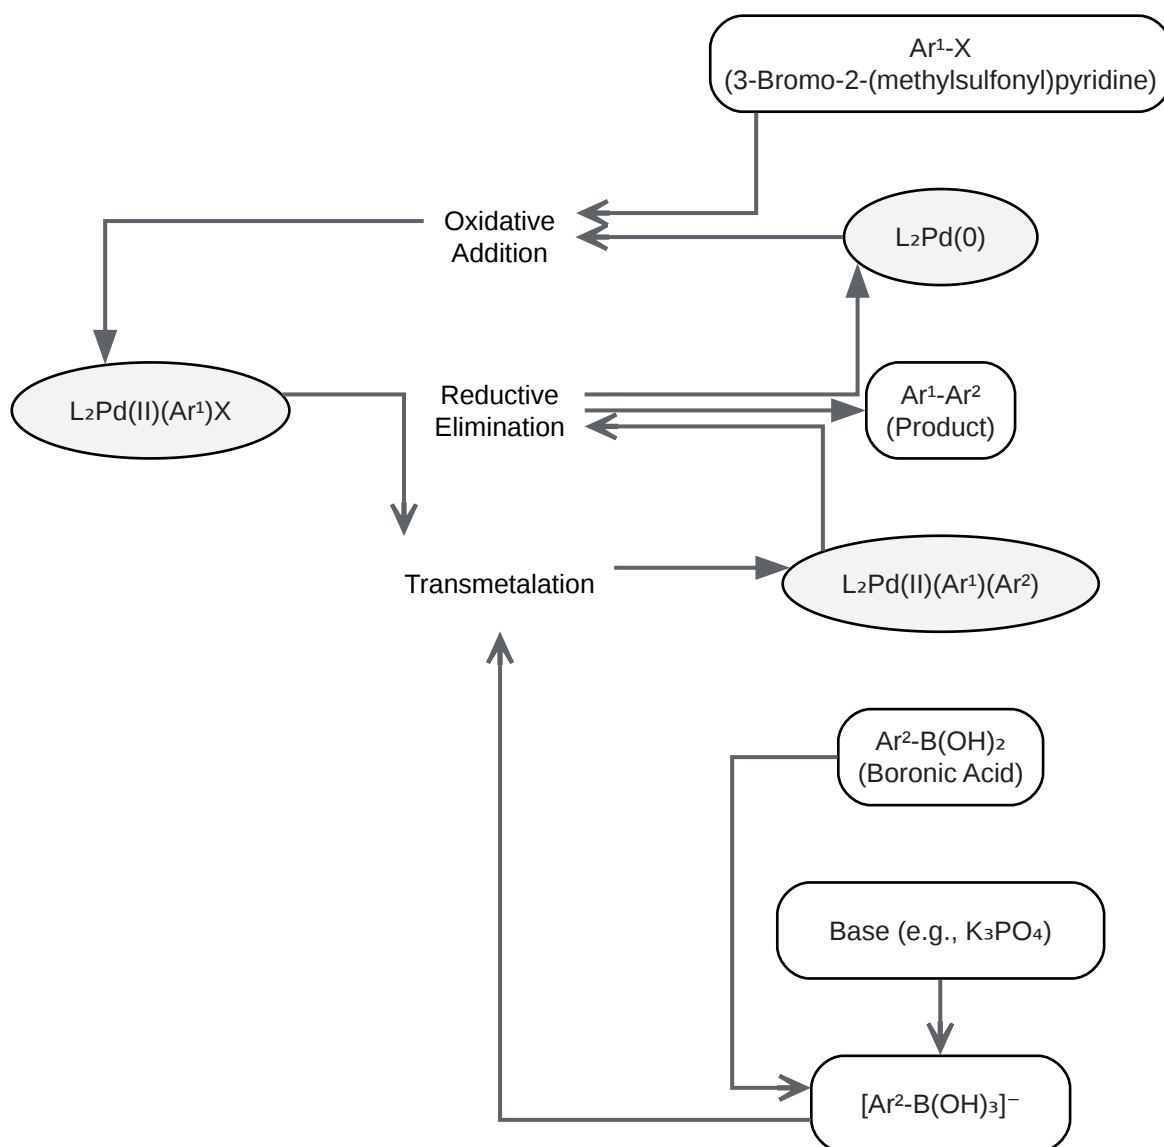 Ar¹-X
(3-Bromo-2-(methylsulfonyl)pyridine)
Oxidative
Addition
L₂Pd(0)
L₂Pd(II)(Ar¹)X
Reductive
Elimination
Ar¹-Ar²
(Product)
Transmetalation
L₂Pd(II)(Ar¹)(Ar²)
Ar²-B(OH)₂
(Boronic Acid)
Base (e.g., K₃PO₄)
[Ar²-B(OH)₃]⁻